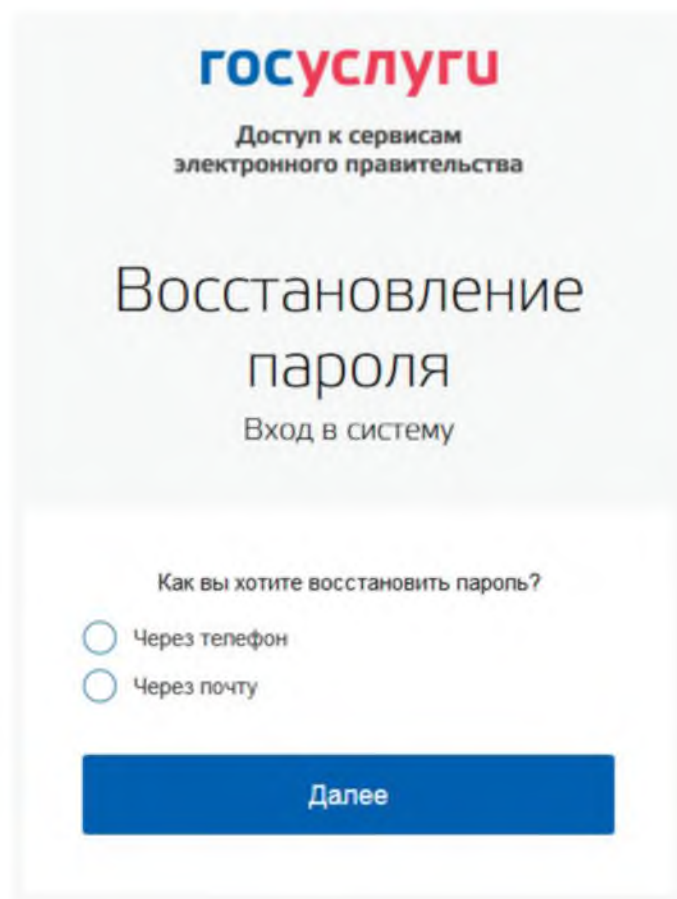 госуслуги
Доступ к сервисам
электронного правительства
Восстановление
пароля
Вход в систему
Как вы хотите восстановить пароль?
Через телефон
Через почту
Далее